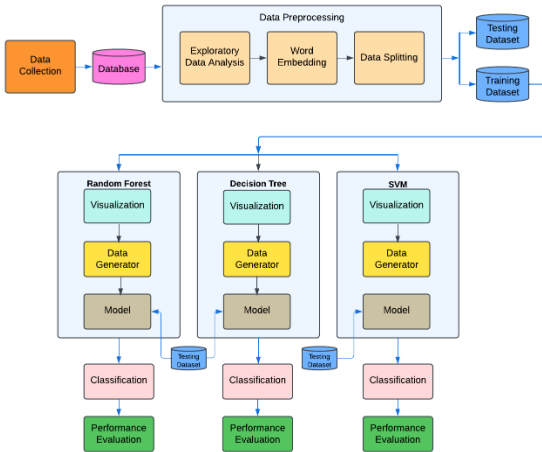 Data Preprocessing
Testing
Dataset
Data
Collection
Database
Exploratory
Data Analysis
Word
Embedding
Data Splitting
Training
Dataset
Random Forest
Decision Tree
SVM
Visualization
Visualization
Visualization
Data
Generator
Data
Generator
Data
Generator
Model
Model
Model
Testing
Dataset
Testing
Dataset
Classification
Classification
Classification
Performance
Evaluation
Performance
Evaluation
Performance
Evaluation